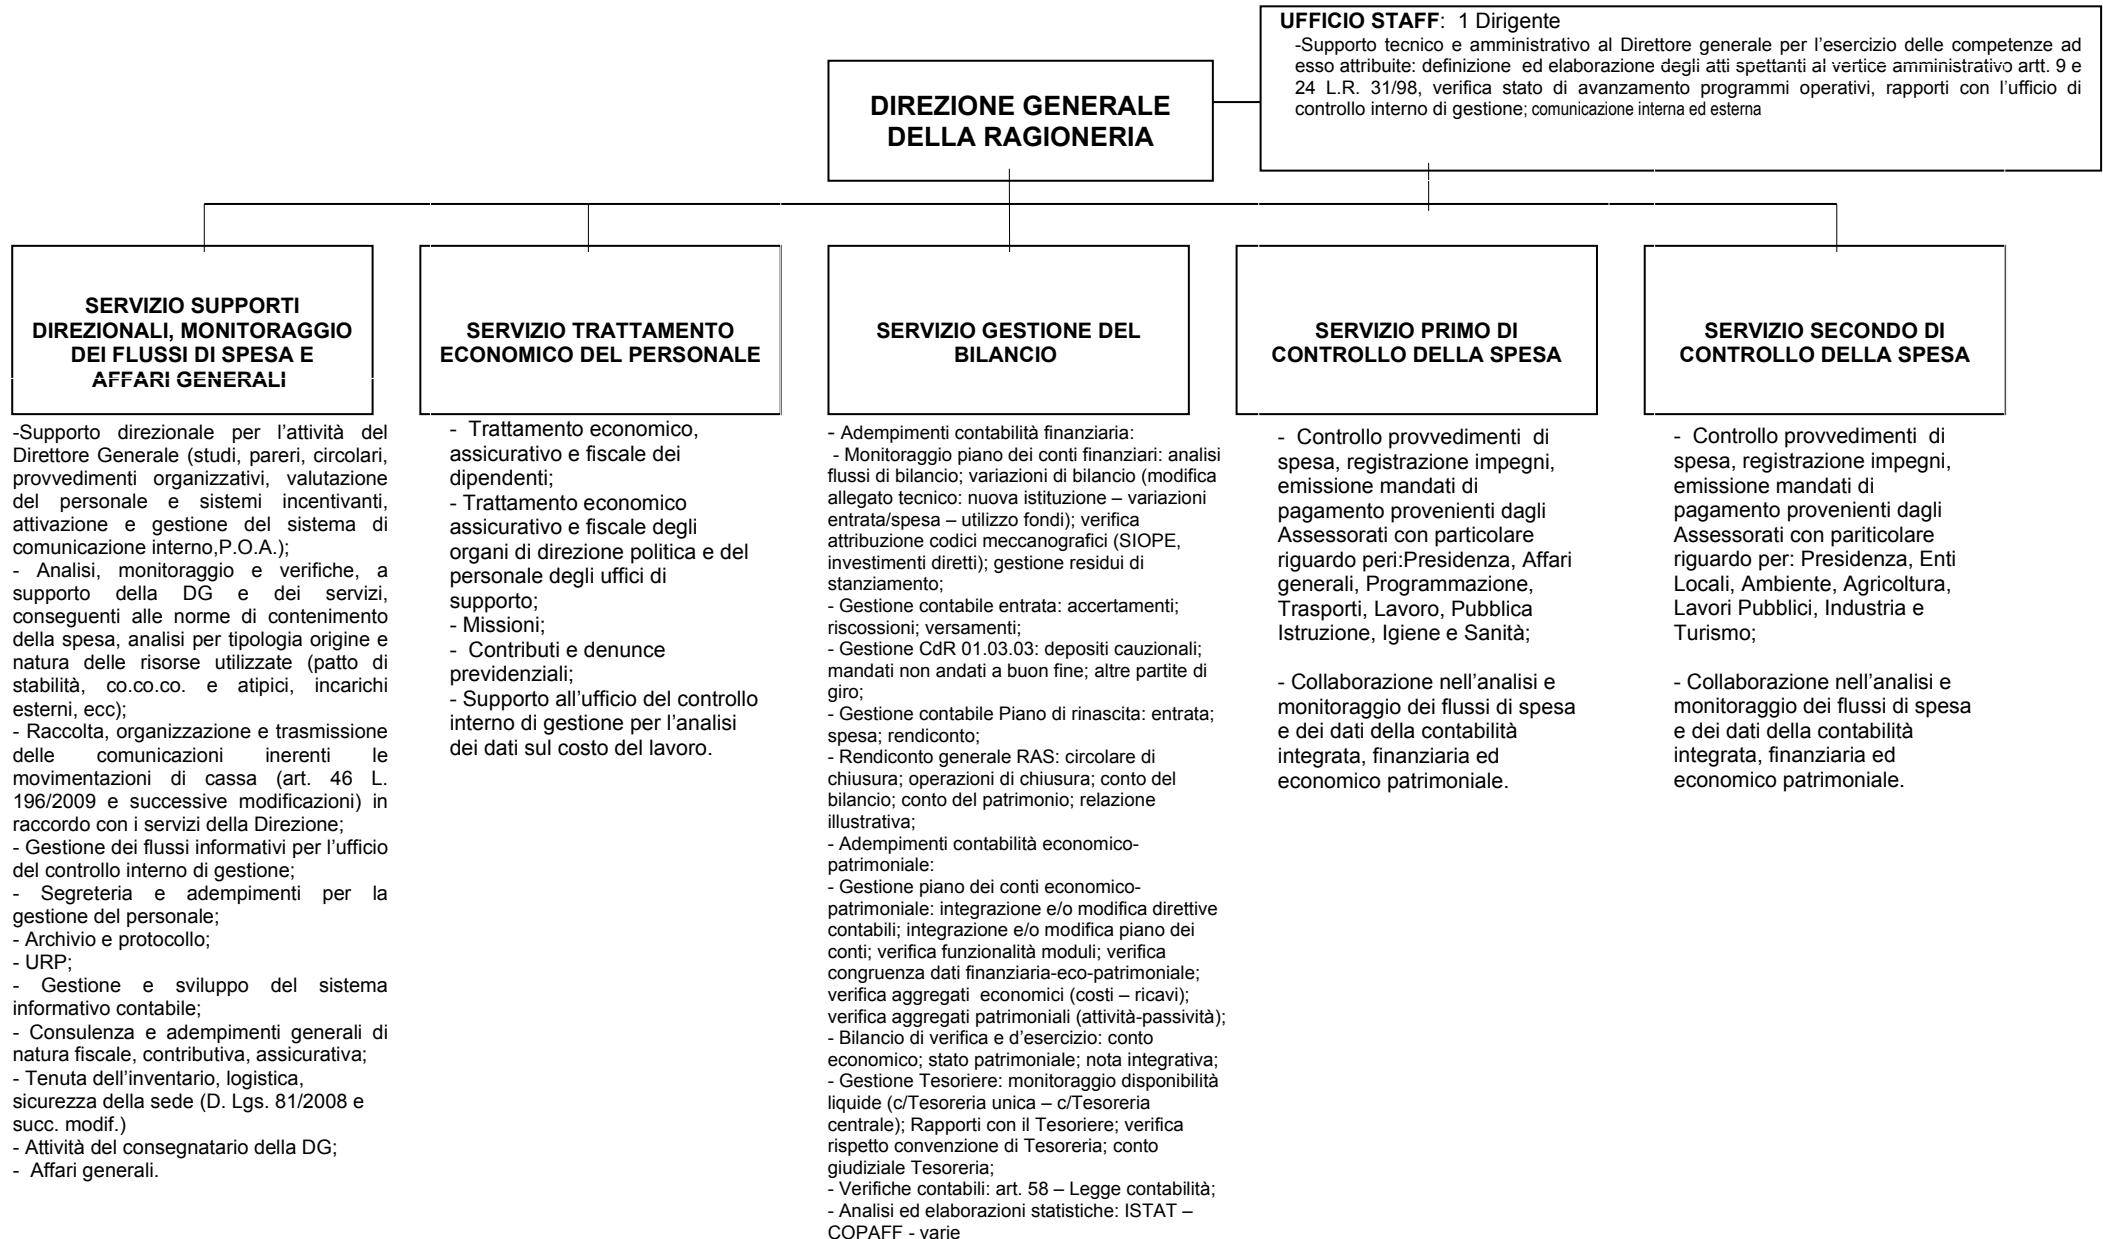 UFFICIO STAFF:  1 Dirigente
-Supporto tecnico e amministrativo al Direttore generale per l'esercizio delle competenze ad
esso attribuite: definizione  ed elaborazione degli atti spettanti al vertice amministrativo artt. 9 e
24 L.R. 31/98, verifica stato di avanzamento programmi operativi, rapporti con l'ufficio di
controllo interno di gestione; comunicazione interna ed esterna
DIREZIONE GENERALE
DELLA RAGIONERIA
SERVIZIO SUPPORTI
DIREZIONALI, MONITORAGGIO
DEI FLUSSI DI SPESA E
AFFARI GENERALI
-Supporto direzionale per l'attività del
Direttore Generale (studi, pareri, circolari,
provvedimenti organizzativi, valutazione
del personale e sistemi incentivanti,
attivazione e gestione del sistema di
comunicazione interno,P.O.A.);
- Analisi, monitoraggio e verifiche, a
supporto della DG e dei servizi,
conseguenti alle norme di contenimento
della spesa, analisi per tipologia origine e
natura delle risorse utilizzate (patto di
stabilità, co.co.co. e atipici, incarichi
esterni, ecc);
- Raccolta, organizzazione e trasmissione
delle comunicazioni inerenti le
movimentazioni di cassa (art. 46 L.
196/2009 e successive modificazioni) in
raccordo con i servizi della Direzione;
- Gestione dei flussi informativi per l'ufficio
del controllo interno di gestione;
- Segreteria e adempimenti per la
gestione del personale;
- Archivio e protocollo;
- URP;
- Gestione e sviluppo del sistema
informativo contabile;
- Consulenza e adempimenti generali di
natura fiscale, contributiva, assicurativa;
- Tenuta dell'inventario, logistica,
sicurezza della sede (D. Lgs. 81/2008 e
succ. modif.)
- Attività del consegnatario della DG;
-  Affari generali.
SERVIZIO TRATTAMENTO
ECONOMICO DEL PERSONALE
-  Trattamento economico,
assicurativo e fiscale dei
dipendenti;
- Trattamento economico
assicurativo e fiscale degli
organi di direzione politica e del
personale degli uffici di
supporto;
- Missioni;
-  Contributi e denunce
previdenziali;
- Supporto all'ufficio del controllo
interno di gestione per l'analisi
dei dati sul costo del lavoro.
SERVIZIO GESTIONE DEL
BILANCIO
- Adempimenti contabilità finanziaria:
- Monitoraggio piano dei conti finanziari: analisi
flussi di bilancio; variazioni di bilancio (modifica
allegato tecnico: nuova istituzione – variazioni
entrata/spesa – utilizzo fondi); verifica
attribuzione codici meccanografici (SIOPE,
investimenti diretti); gestione residui di
stanziamento;
- Gestione contabile entrata: accertamenti;
riscossioni; versamenti;
- Gestione CdR 01.03.03: depositi cauzionali;
mandati non andati a buon fine; altre partite di
giro;
- Gestione contabile Piano di rinascita: entrata;
spesa; rendiconto;
- Rendiconto generale RAS: circolare di
chiusura; operazioni di chiusura; conto del
bilancio; conto del patrimonio; relazione
illustrativa;
- Adempimenti contabilità economico-
patrimoniale:
- Gestione piano dei conti economico-
patrimoniale: integrazione e/o modifica direttive
contabili; integrazione e/o modifica piano dei
conti; verifica funzionalità moduli; verifica
congruenza dati finanziaria-eco-patrimoniale;
verifica aggregati  economici (costi – ricavi);
verifica aggregati patrimoniali (attività-passività);
- Bilancio di verifica e d'esercizio: conto
economico; stato patrimoniale; nota integrativa;
- Gestione Tesoriere: monitoraggio disponibilità
liquide (c/Tesoreria unica – c/Tesoreria
centrale); Rapporti con il Tesoriere; verifica
rispetto convenzione di Tesoreria; conto
giudiziale Tesoreria;
- Verifiche contabili: art. 58 – Legge contabilità;
- Analisi ed elaborazioni statistiche: ISTAT –
COPAFF - varie
SERVIZIO PRIMO DI
CONTROLLO DELLA SPESA
-  Controllo provvedimenti  di
spesa, registrazione impegni,
emissione mandati di
pagamento provenienti dagli
Assessorati con particolare
riguardo peri:Presidenza, Affari
generali, Programmazione,
Trasporti, Lavoro, Pubblica
Istruzione, Igiene e Sanità;
- Collaborazione nell'analisi e
monitoraggio dei flussi di spesa
e dei dati della contabilità
integrata, finanziaria ed
economico patrimoniale.
SERVIZIO SECONDO DI
CONTROLLO DELLA SPESA
-  Controllo provvedimenti  di
spesa, registrazione impegni,
emissione mandati di
pagamento provenienti dagli
Assessorati con pariticolare
riguardo per: Presidenza, Enti
Locali, Ambiente, Agricoltura,
Lavori Pubblici, Industria e
Turismo;
- Collaborazione nell'analisi e
monitoraggio dei flussi di spesa
e dei dati della contabilità
integrata, finanziaria ed
economico patrimoniale.